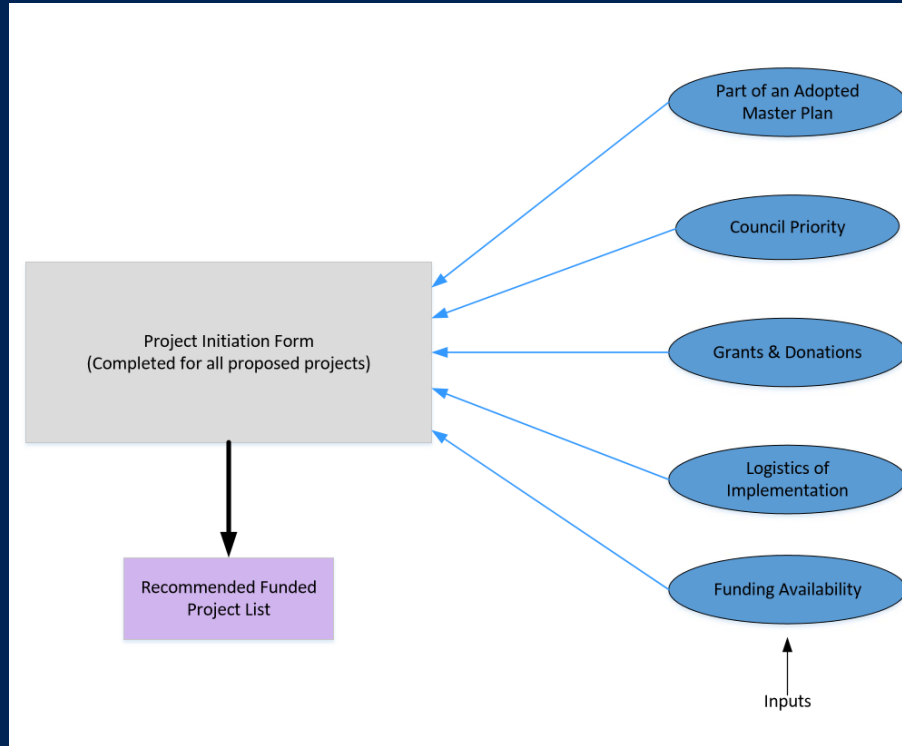 Part of an Adopted
Master Plan
Council Priority
Project Initiation Form
(Completed for all proposed projects)
Grants & Donations
Logistics of
Implementation
Recommended Funded
Project List
Funding Availability
Inputs